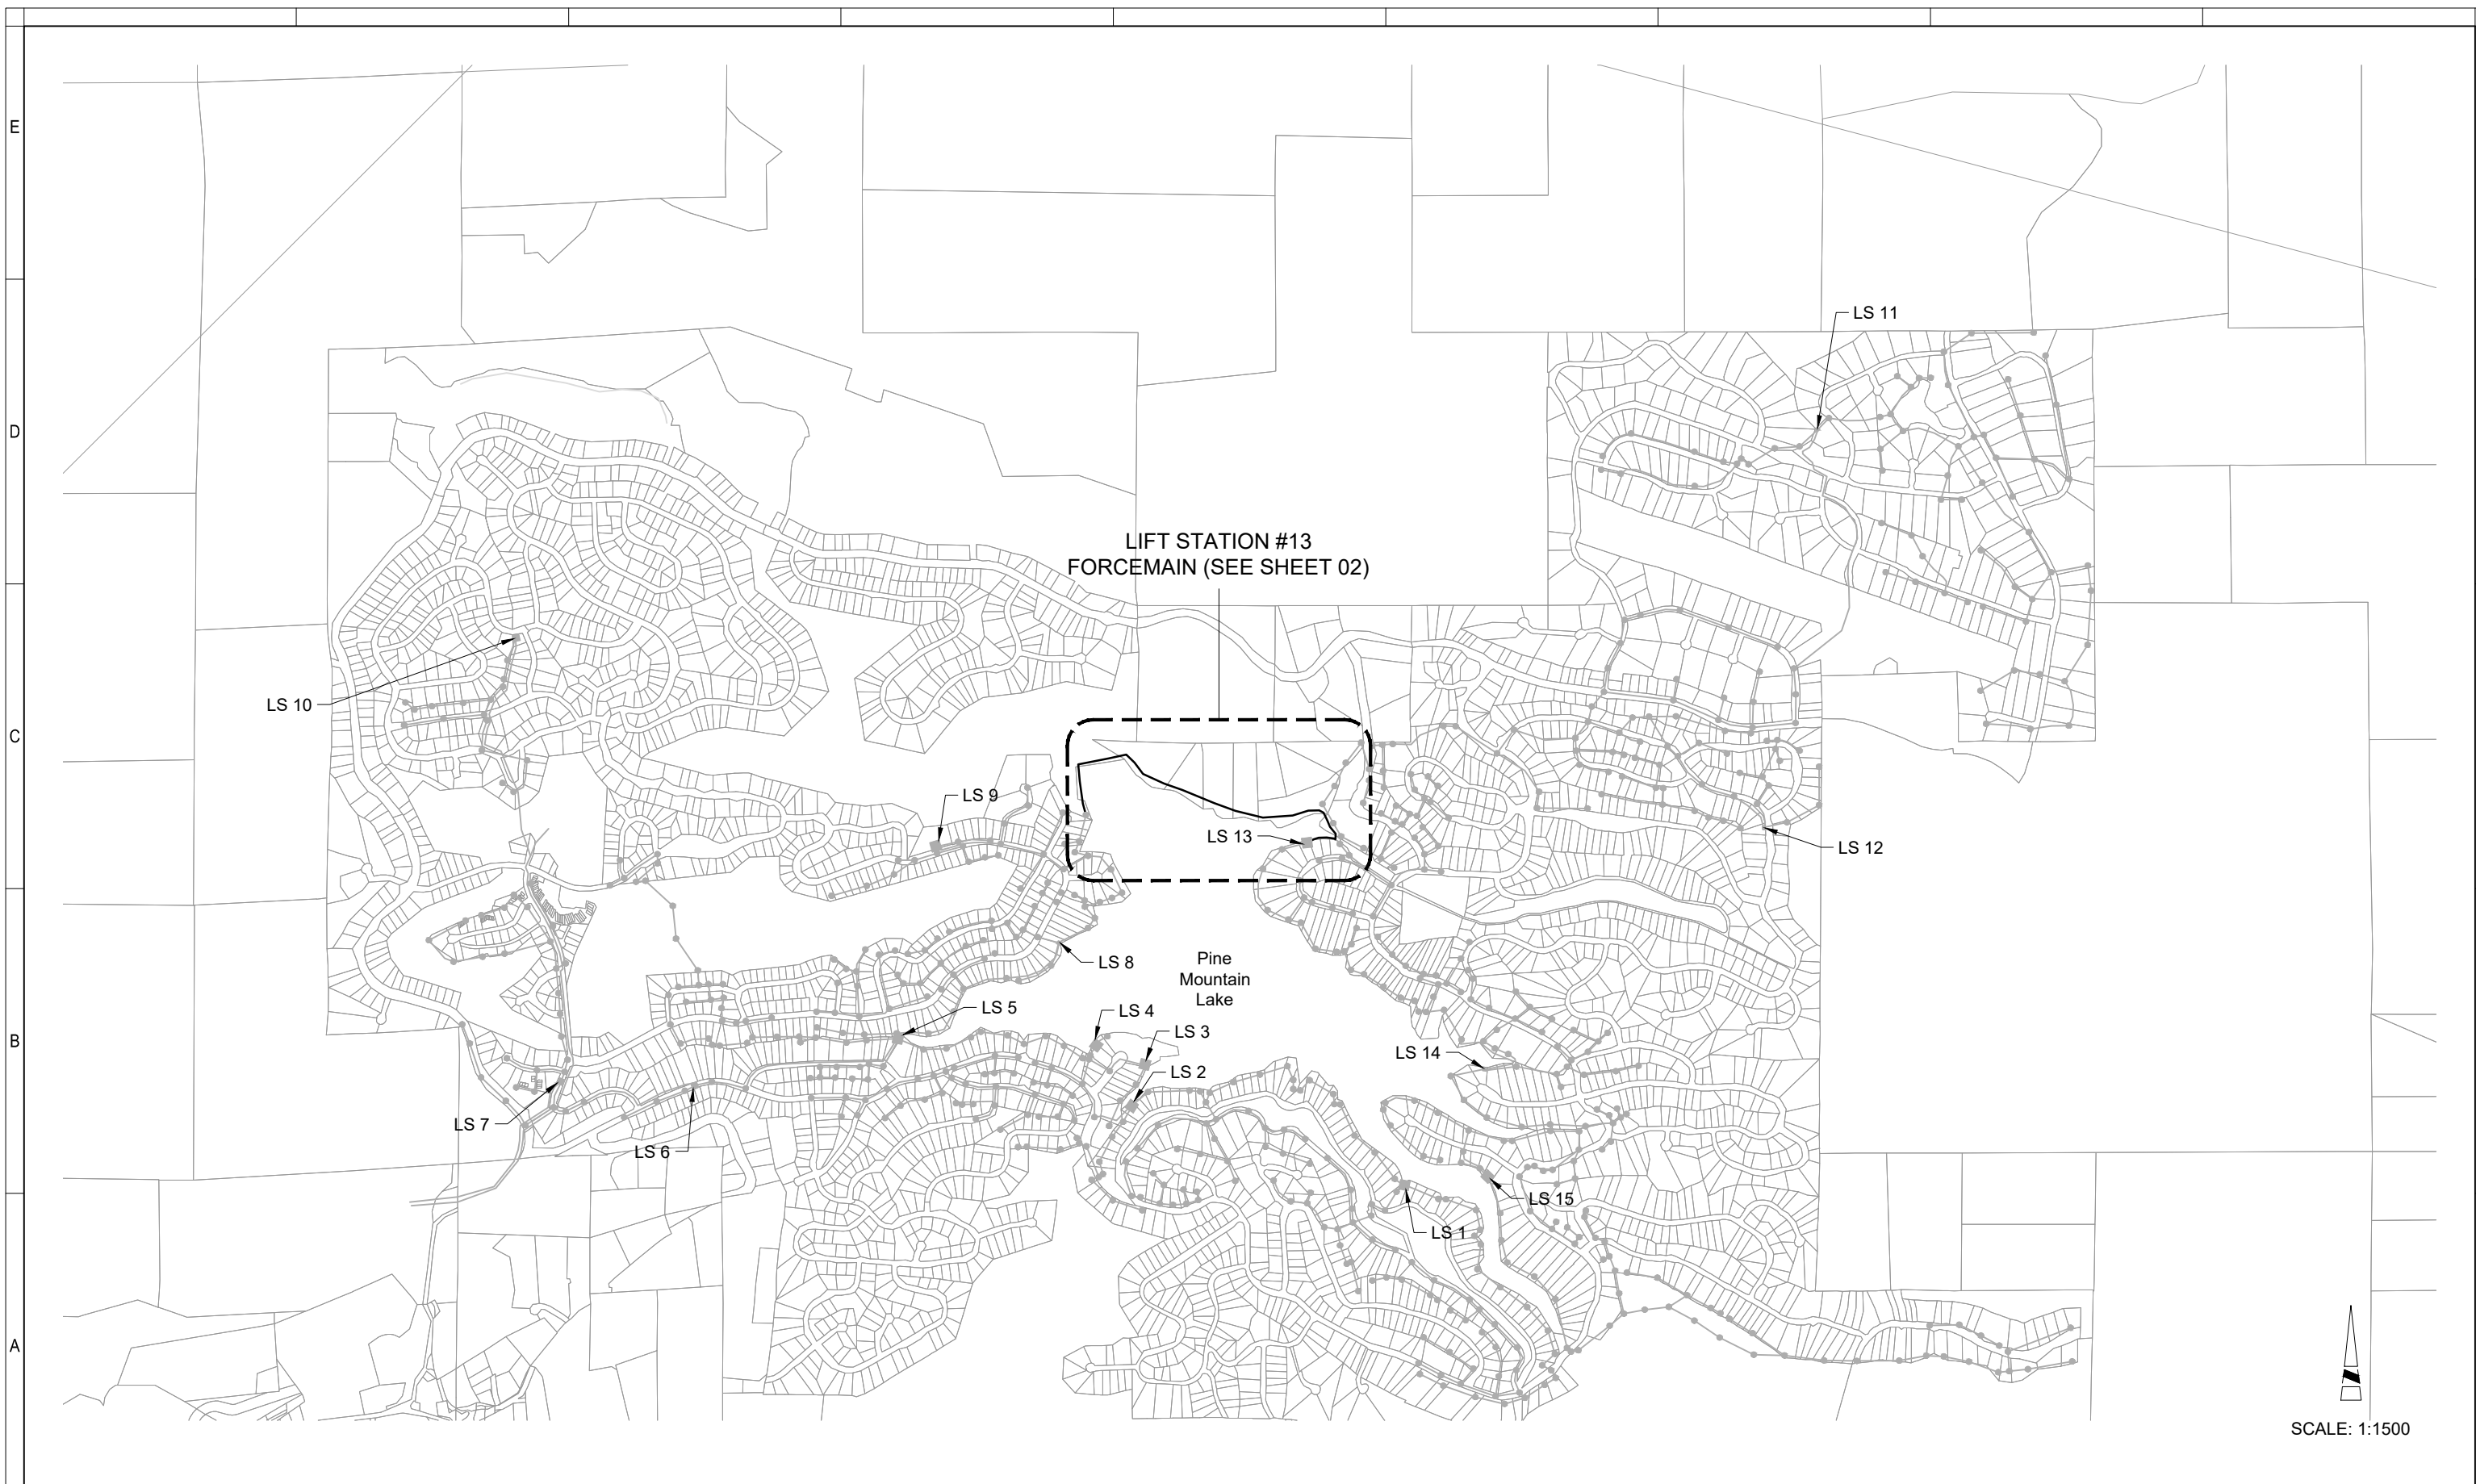 E
LS 11
D
LIFT STATION #13
FORCEMAIN (SEE SHEET 02)
LS 10
C
LS 9
LS 13
LS 12
LS 8
Pine
Mountain
Lake
LS 5
LS 4
LS 3
B
LS 14
LS 2
LS 7
LS 6
LS 15
LS 1
A
SCALE: 1:1500